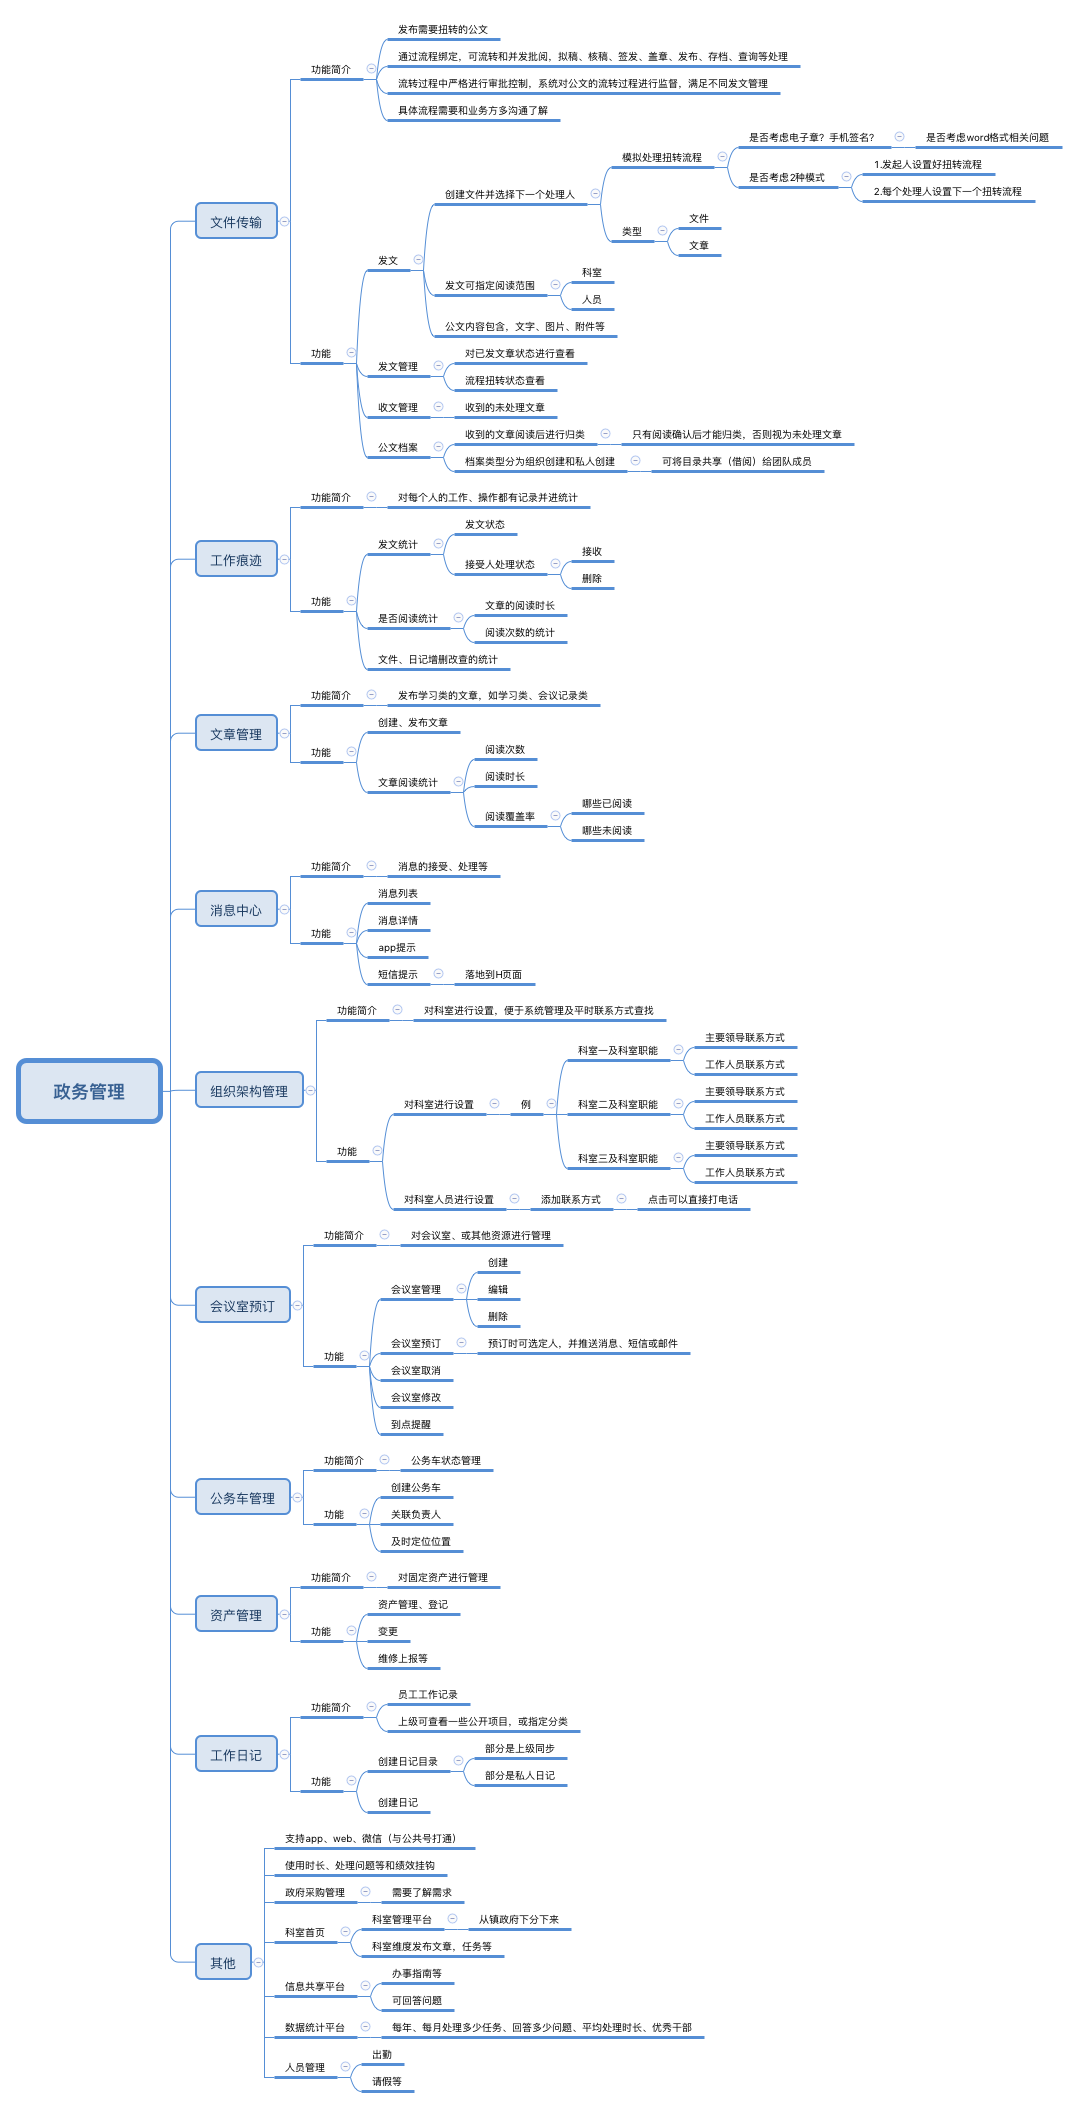 政务管理
文件传输
功能简介
发布需要扭转的公文
通过流程绑定，可流转和并发批阅，拟稿、核稿、签发、盖章、发布、存档、查询等处理
流转过程中严格进行审批控制，系统对公文的流转过程进行监督，满足不同发文管理
具体流程需要和业务方多沟通了解
功能
发文
创建文件并选择下一个处理人
模拟处理扭转流程
是否考虑电子章？手机签名？
是否考虑word格式相关问题
是否考虑2种模式
1.发起人设置好扭转流程
2.每个处理人设置下一个扭转流程
类型
文件
文章
发文可指定阅读范围
科室
人员
公文内容包含，文字、图片、附件等
发文管理
对已发文章状态进行查看
流程扭转状态查看
收文管理
收到的未处理文章
公文档案
收到的文章阅读后进行归类
只有阅读确认后才能归类，否则视为未处理文章
档案类型分为组织创建和私人创建
可将目录共享（借阅）给团队成员
工作痕迹
功能简介
对每个人的工作、操作都有记录并进统计
功能
发文统计
发文状态
接受人处理状态
接收
删除
是否阅读统计
文章的阅读时长
阅读次数的统计
文件、日记增删改查的统计
文章管理
功能简介
发布学习类的文章，如学习类、会议记录类
功能
创建、发布文章
文章阅读统计
阅读次数
阅读时长
阅读覆盖率
哪些已阅读
哪些未阅读
消息中心
功能简介
消息的接受、处理等
功能
消息列表
消息详情
app提示
短信提示
落地到H页面
组织架构管理
功能简介
对科室进行设置，便于系统管理及平时联系方式查找
功能
对科室进行设置
例
科室一及科室职能
主要领导联系方式
工作人员联系方式
科室二及科室职能
主要领导联系方式
工作人员联系方式
科室三及科室职能
主要领导联系方式
工作人员联系方式
对科室人员进行设置
添加联系方式
点击可以直接打电话
会议室预订
功能简介
对会议室、或其他资源进行管理
功能
会议室管理
创建
编辑
删除
会议室预订
预订时可选定人，并推送消息、短信或邮件
会议室取消
会议室修改
到点提醒
公务车管理
功能简介
公务车状态管理
功能
创建公务车
关联负责人
及时定位位置
资产管理
功能简介
对固定资产进行管理
功能
资产管理、登记
变更
维修上报等
工作日记
功能简介
员工工作记录
上级可查看一些公开项目，或指定分类
功能
创建日记目录
部分是上级同步
部分是私人日记
创建日记
其他
支持app、web、微信（与公共号打通）
使用时长、处理问题等和绩效挂钩
政府采购管理
需要了解需求
科室首页
科室管理平台
从镇政府下分下来
科室维度发布文章，任务等
信息共享平台
办事指南等
可回答问题
数据统计平台
每年、每月处理多少任务、回答多少问题、平均处理时长、优秀干部
人员管理
出勤
请假等